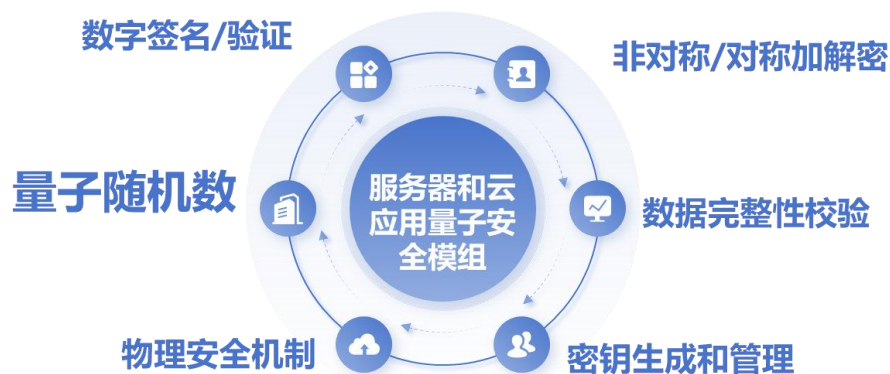 数字签名/验证
非对称/对称加解密
量子随机数
服务器和云
应用量子安
全模组
数据完整性校验
物理安全机制
密钥生成和管理